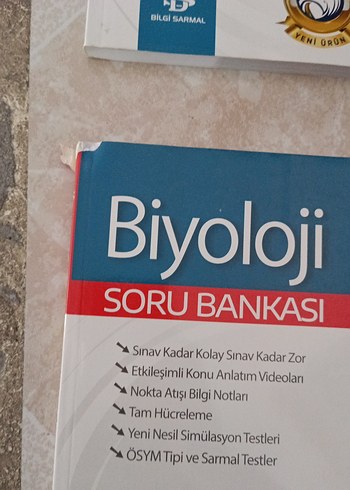 BİLGİ SARMAL
YENİ ÜRÜN
Biyoloji
SORU BANKASI
Sınav Kadar Kolay Sınav Kadar Zor
Etkileşimli Konu Anlatım Videoları
Nokta Atışı Bilgi Notları
Tam Hücreleme
Yeni Nesil Simülasyon Testleri
ÖSYM Tipi ve Sarmal Testler